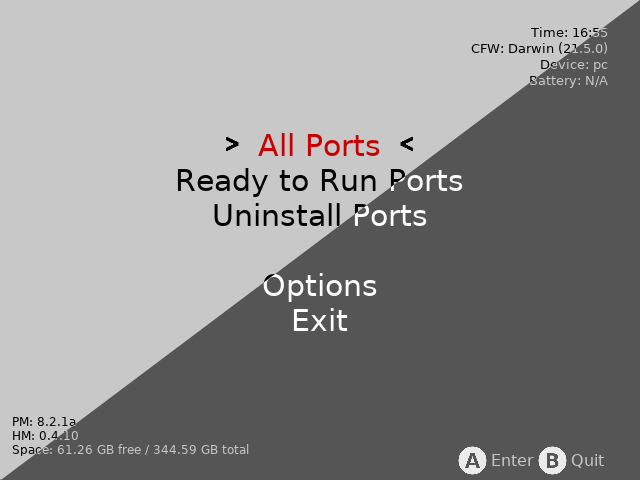 Time: 16:55
CFW: Darwin (21.5.0)
Device: pc
Battery: N/A
> All Ports <
Ready to Run Ports
Uninstall Ports
Options
Exit
PM: 8.2.1a
HM: 0.4.10
Space: 61.26 GB free / 344.59 GB total
A Enter B Quit